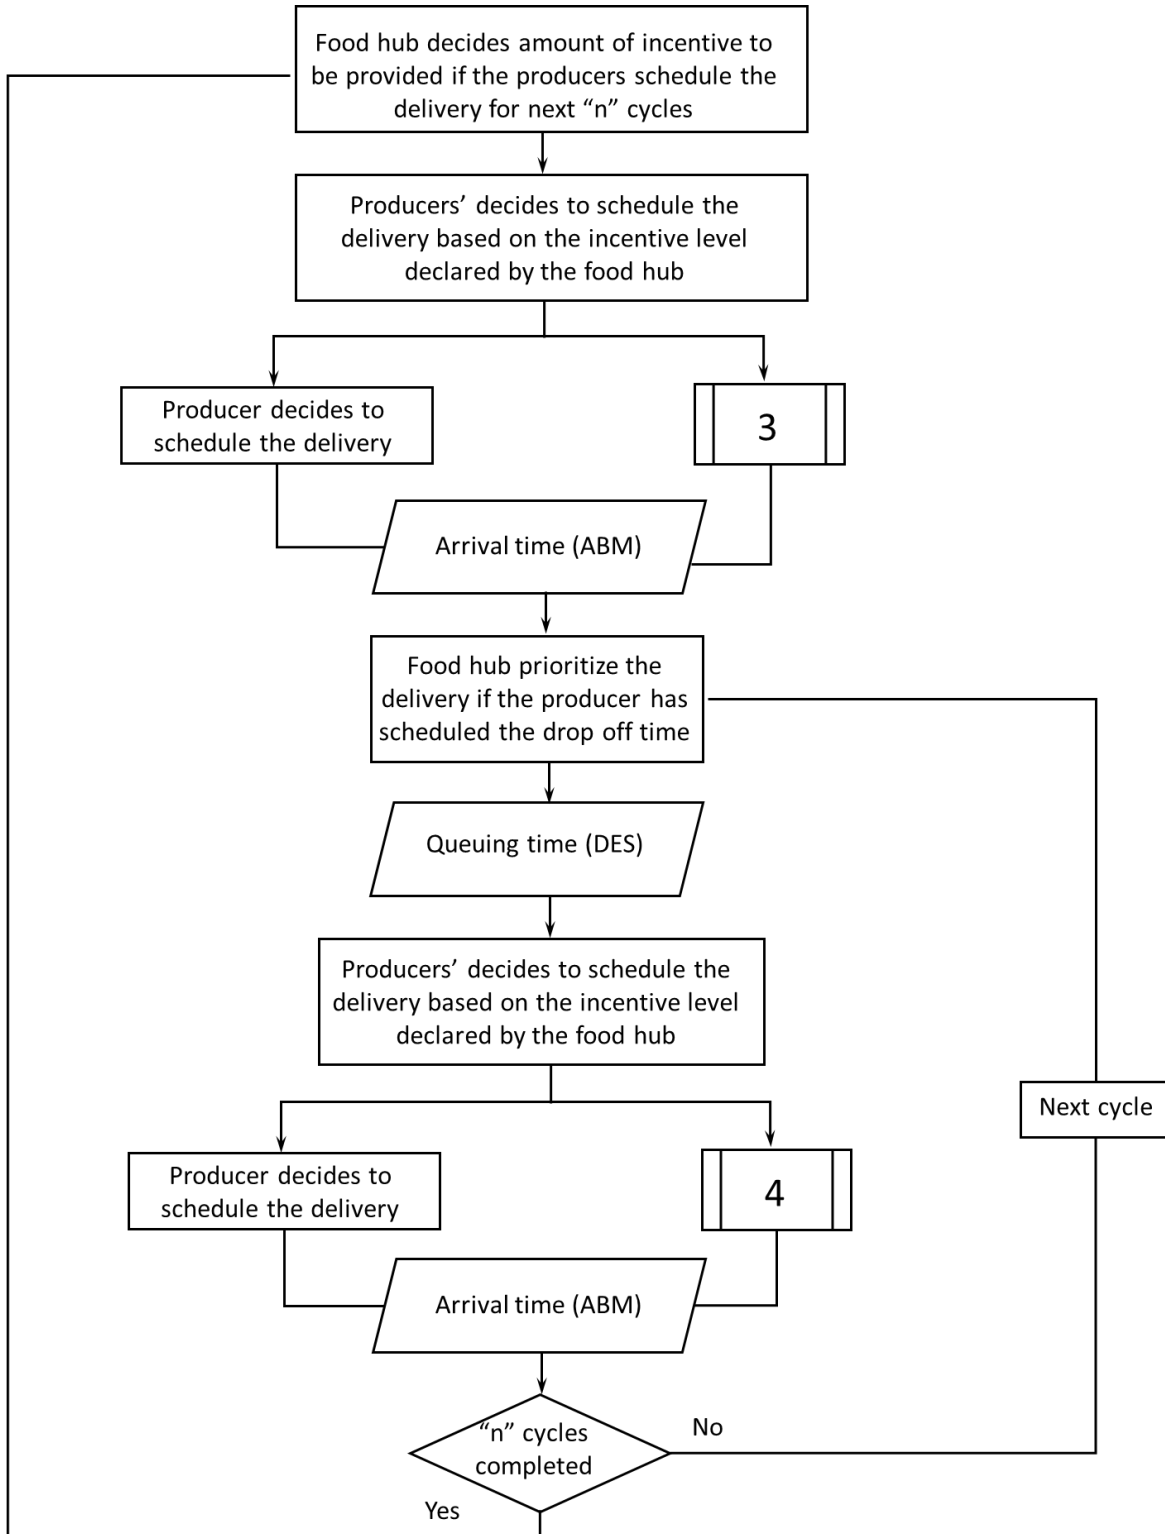 Food hub decides amount of incentive to
be provided if the producers schedule the
delivery for next “n” cycles
Producers’ decides to schedule the
delivery based on the incentive level
declared by the food hub
Producer decides to
schedule the delivery
3
Arrival time (ABM)
Food hub prioritize the
delivery if the producer has
scheduled the drop off time
Queuing time (DES)
Producers’ decides to schedule the
delivery based on the incentive level
declared by the food hub
Next cycle
Producer decides to
schedule the delivery
4
Arrival time (ABM)
“n” cycles
completed
No
Yes